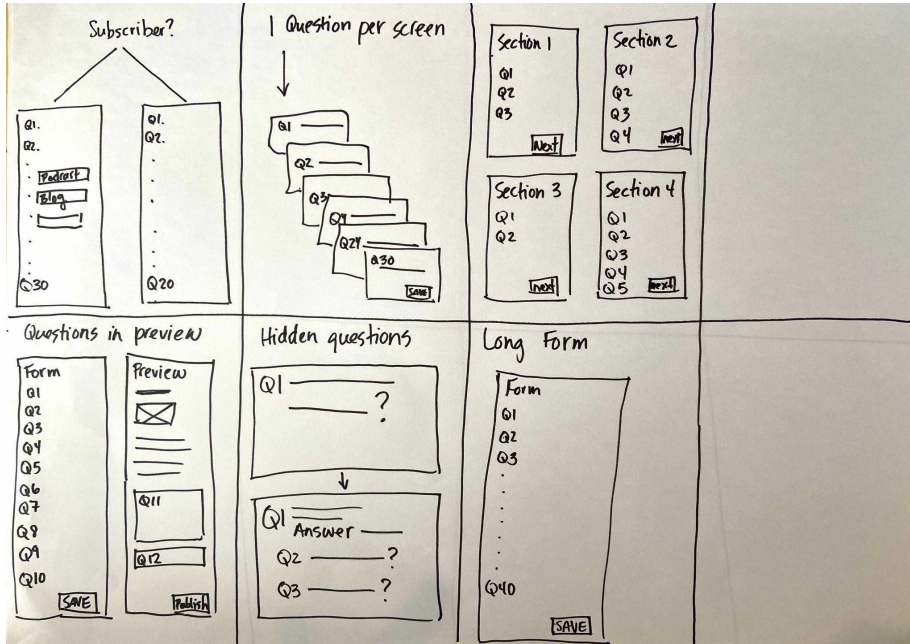 Subscriber?
Q1.
Q2.
Podcast
Blog
Q30
Q1.
Q2.
Q20
1 Question per screen
Q1
Q2
Q3
Q4
Q24
Q30
SAVE
Section 1
Q1
Q2
Q3
Next
Section 2
Q1
Q2
Q3
Q4
next
Section 3
Q1
Q2
next
Section 4
Q1
Q2
Q3
Q4
Q5
next
Questions in preview
Form
Q1
Q2
Q3
Q4
Q5
Q6
Q7
Q8
Q9
Q10
SAVE
Preview
Q11
Q12
Publish
Hidden questions
Q1
?
Q1
Answer
Q2 ?
Q3 ?
Long Form
Form
Q1
Q2
Q3
Q40
SAVE